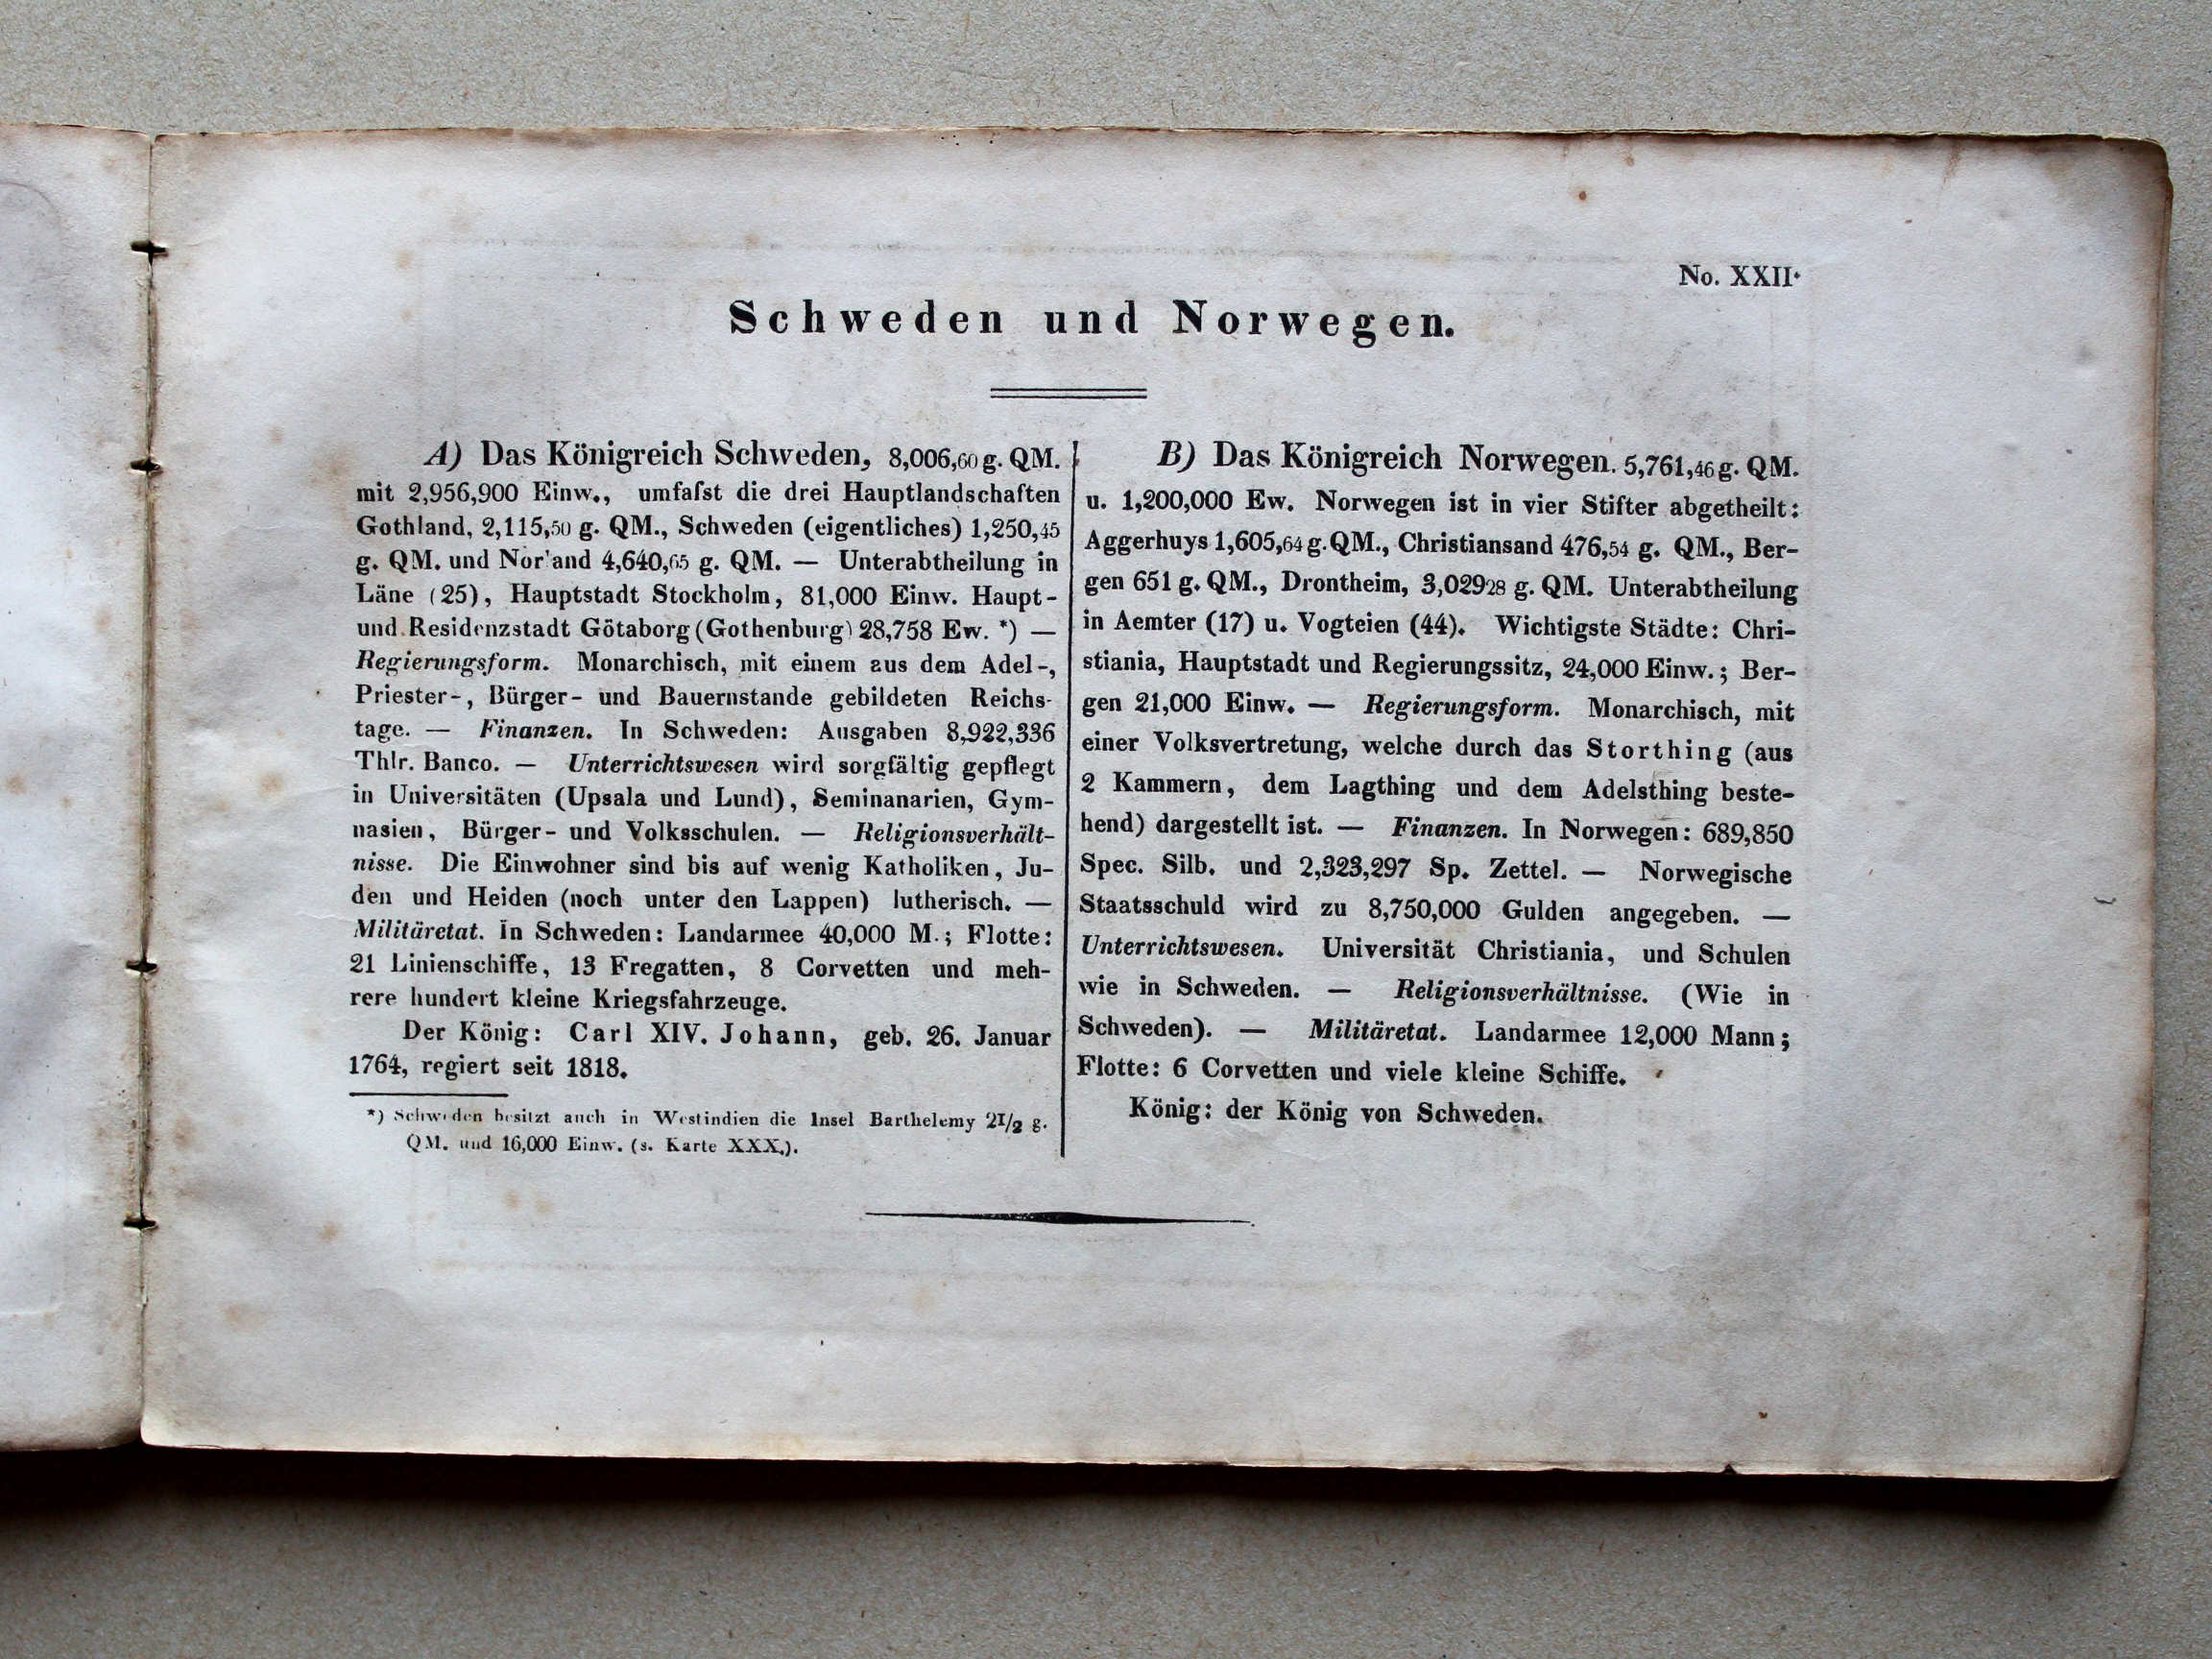 No. XXII.
Schweden und Norwegen.
A) Das Königreich Schweden, 8,006,60 g. QM.
mit 2,956,900 Einw., umfaſst die drei Hauptlandschaften
Gothland, 2,115,50 g. QM., Schweden (eigentliches) 1,250,45
g. QM. und Nor'and 4,640,65 g. QM. — Unterabtheilung in
Läne (25), Hauptstadt Stockholm, 81,000 Einw. Haupt-
und Residenzstadt Götaborg (Gothenburg) 28,758 Ew. *) —
Regierungsform. Monarchisch, mit einem aus dem Adel-,
Priester-, Bürger- und Bauernstande gebildeten Reichs-
tage. — Finanzen. In Schweden: Ausgaben 8,922,336
Thlr. Banco. — Unterrichtswesen wird sorgfältig gepflegt
in Universitäten (Upsala und Lund), Seminanarien, Gym-
nasien, Bürger- und Volksschulen. — Religionsverhält-
nisse. Die Einwohner sind bis auf wenig Katholiken, Ju-
den und Heiden (noch unter den Lappen) lutherisch. —
Militäretat. In Schweden: Landarmee 40,000 M.; Flotte:
21 Linienschiffe, 13 Fregatten, 8 Corvetten und meh-
rere hundert kleine Kriegsfahrzeuge.
Der König: Carl XIV. Johann, geb. 26. Januar
1764, regiert seit 1818.
*) Schweden besitzt auch in Westindien die Insel Barthelemy 21/2 g.
QM. und 16,000 Einw. (s. Karte XXX.).
B) Das Königreich Norwegen. 5,761,46 g. QM.
u. 1,200,000 Ew. Norwegen ist in vier Stifter abgetheilt:
Aggerhuys 1,605,64 g. QM., Christiansand 476,54 g. QM., Ber-
gen 651 g. QM., Drontheim, 3,02928 g. QM. Unterabtheilung
in Aemter (17) u. Vogteien (44). Wichtigste Städte: Chri-
stiania, Hauptstadt und Regierungssitz, 24,000 Einw.; Ber-
gen 21,000 Einw. — Regierungsform. Monarchisch, mit
einer Volksvertretung, welche durch das Storthing (aus
2 Kammern, dem Lagthing und dem Adelsthing beste-
hend) dargestellt ist. — Finanzen. In Norwegen: 689,850
Spec. Silb. und 2,323,297 Sp. Zettel. — Norwegische
Staatsschuld wird zu 8,750,000 Gulden angegeben. —
Unterrichtswesen. Universität Christiania, und Schulen
wie in Schweden. — Religionsverhältnisse. (Wie in
Schweden). — Militäretat. Landarmee 12,000 Mann;
Flotte: 6 Corvetten und viele kleine Schiffe.
König: der König von Schweden.